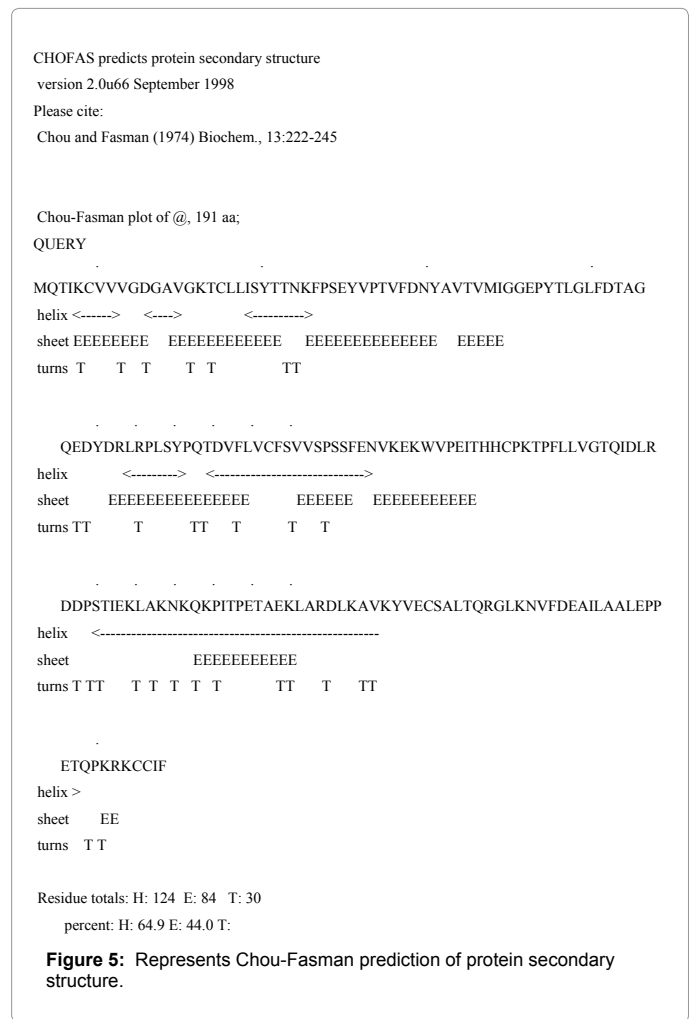 CHOFAS predicts protein secondary structure
version 2.0u66 September 1998
Please cite:
Chou and Fasman (1974) Biochem., 13:222-245
Chou-Fasman plot of @, 191 aa;
QUERY
. . . .
MQTIKCVVVGDGAVGKTCLLISYTTNKFPSEYVPTVFDNYAVTVMIGGEPYTLGLFDTAG
helix <------> <----> <---------->
sheet EEEEEEEE EEEEEEEEEEEE EEEEEEEEEEEEEE EEEEE
turns T T T T T TT
. . . . . .
QEDYDRLRPLSYPQTDVFLVCFSVVSPSSFENVKEKWVPEITHHCPKTPFLLVGTQIDLR
helix <---------> <----------------------------->
sheet EEEEEEEEEEEEEEE EEEEEE EEEEEEEEEEE
turns TT T TT T T T
. . . . . .
DDPSTIEKLAKNKQKPITPETAEKLARDLKAVKYVECSALTQRGLKNVFDEAILAALEPP
helix <------------------------------------------------------
sheet EEEEEEEEEEE
turns T TT T T T T T TT T TT
.
ETQPKRKCCIF
helix >
sheet EE
turns T T
Residue totals: H: 124 E: 84 T: 30
percent: H: 64.9 E: 44.0 T:
Figure 5: Represents Chou-Fasman prediction of protein secondary
structure.